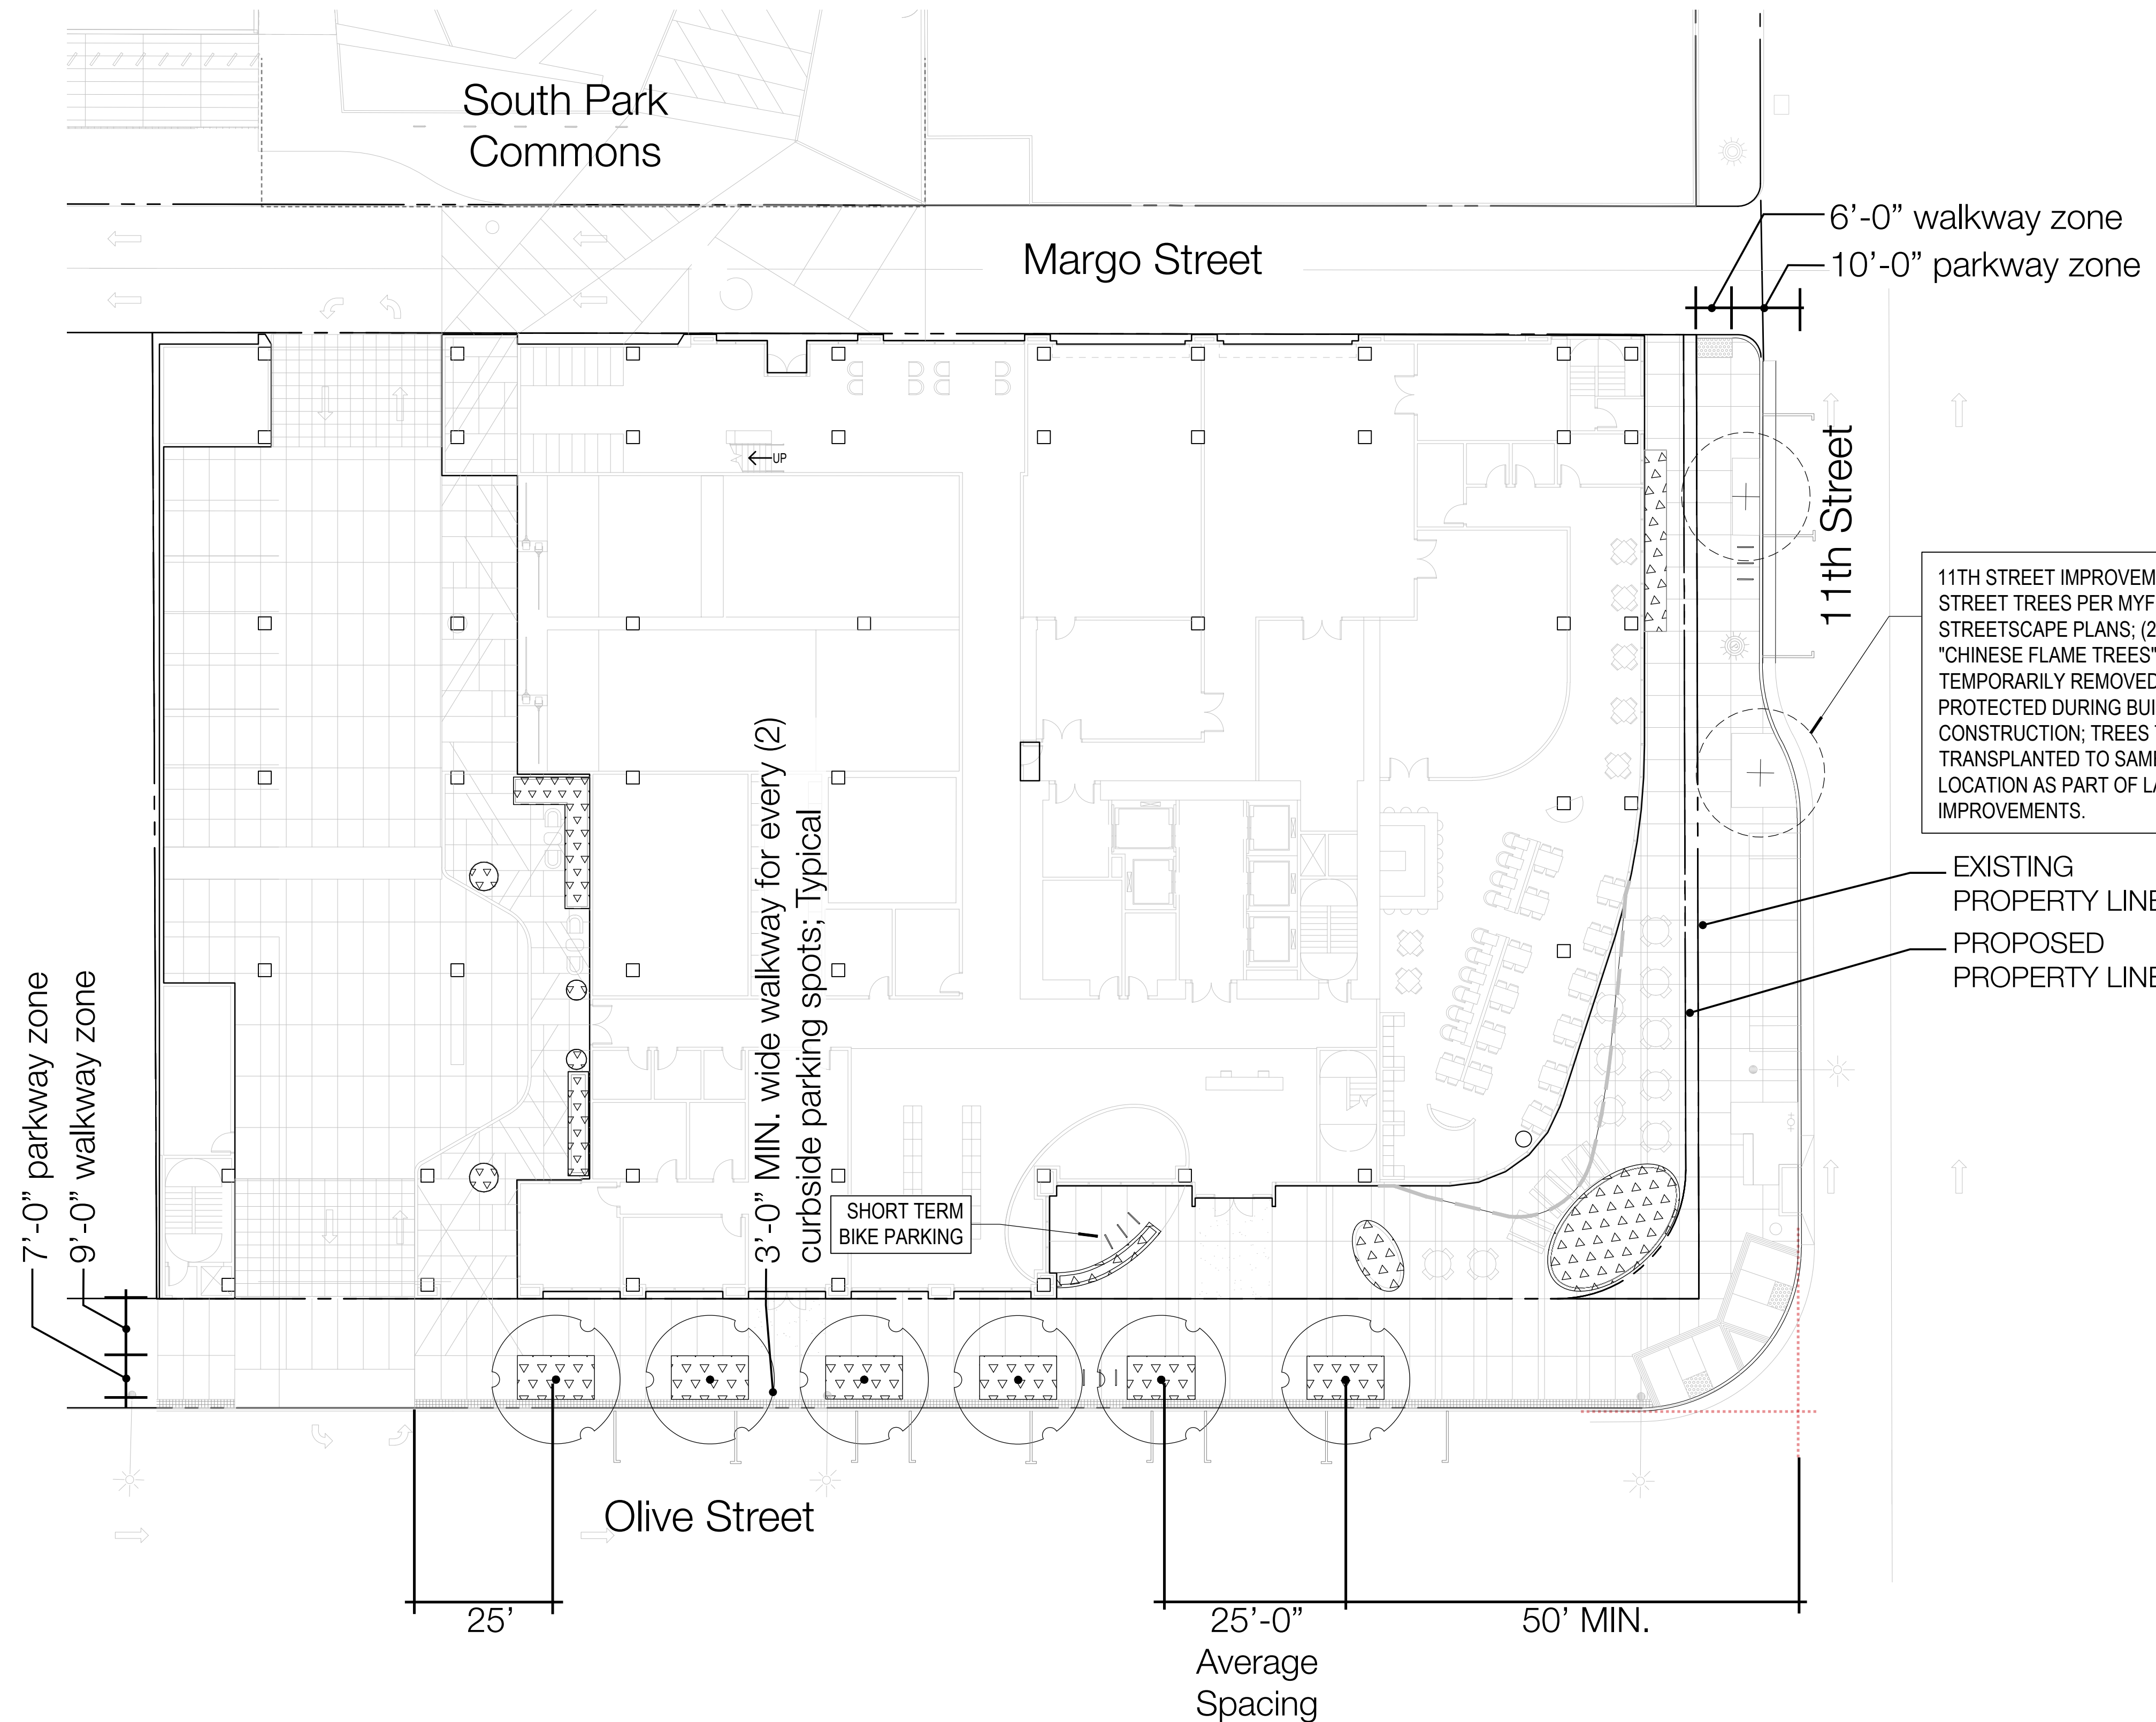 South Park
Commons
Margo Street
6’-0” walkway zone
10’-0” parkway zone
UP
11th Street
STREET TREES PER MYF
STREETSCAPE PLANS; (2
"CHINESE FLAME TREES"
TEMPORARILY REMOVED
PROTECTED DURING BUI
CONSTRUCTION; TREES
TRANSPLANTED TO SAM
LOCATION AS PART OF LA
IMPROVEMENTS.
11TH STREET IMPROVEM
EXISTING
PROPERTY LINE
PROPOSED
PROPERTY LINE
3’-0” MIN. wide walkway for every (2)
curbside parking spots; Typical
7’-0” parkway zone
9’-0” walkway zone
SHORT TERM
BIKE PARKING
Olive Street
25’
25’-0”
Average
Spacing
50’ MIN.